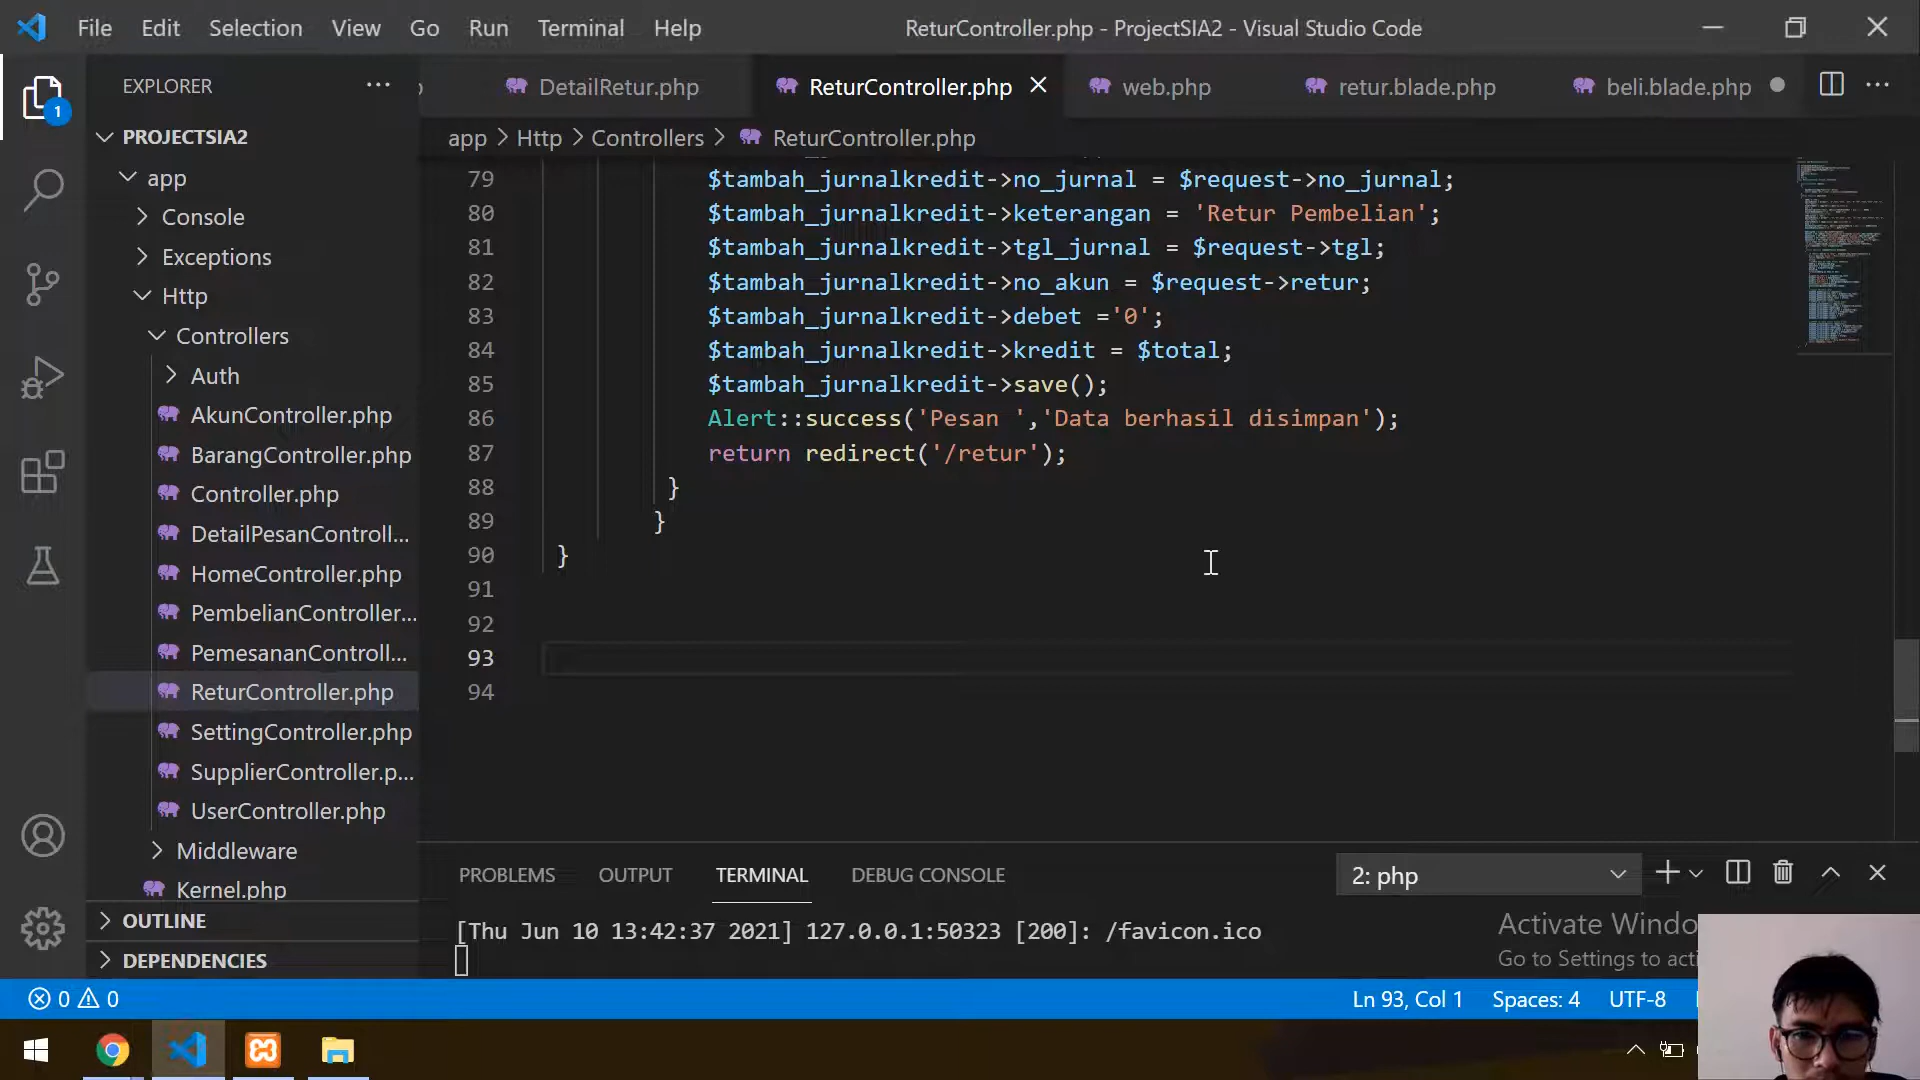 File Edit Selection View Go Run Terminal Help
ReturController.php - ProjectSIA2 - Visual Studio Code
EXPLORER
DetailRetur.php
ReturController.php
web.php
retur.blade.php
beli.blade.php
1
PROJECTSIA2
app > Http > Controllers > ReturController.php
app
Console
Exceptions
Http
Controllers
Auth
AkunController.php
BarangController.php
Controller.php
DetailPesanControll...
HomeController.php
PembelianController...
PemesananControll...
ReturController.php
SettingController.php
SupplierController.p...
UserController.php
Middleware
Kernel.php
OUTLINE
DEPENDENCIES
79 $tambah_jurnalkredit->no_jurnal = $request->no_jurnal;
80 $tambah_jurnalkredit->keterangan = 'Retur Pembelian';
81 $tambah_jurnalkredit->tgl_jurnal = $request->tgl;
82 $tambah_jurnalkredit->no_akun = $request->retur;
83 $tambah_jurnalkredit->debet ='0';
84 $tambah_jurnalkredit->kredit = $total;
85 $tambah_jurnalkredit->save();
86 Alert::success('Pesan ','Data berhasil disimpan');
87 return redirect('/retur');
88 }
89 }
90 }
91
92
93
94
PROBLEMS OUTPUT TERMINAL DEBUG CONSOLE
2: php
[Thu Jun 10 13:42:37 2021] 127.0.0.1:50323 [200]: /favicon.ico
Activate
Go to Settings to
0 0
Ln 93, Col 1 Spaces: 4 UTF-8